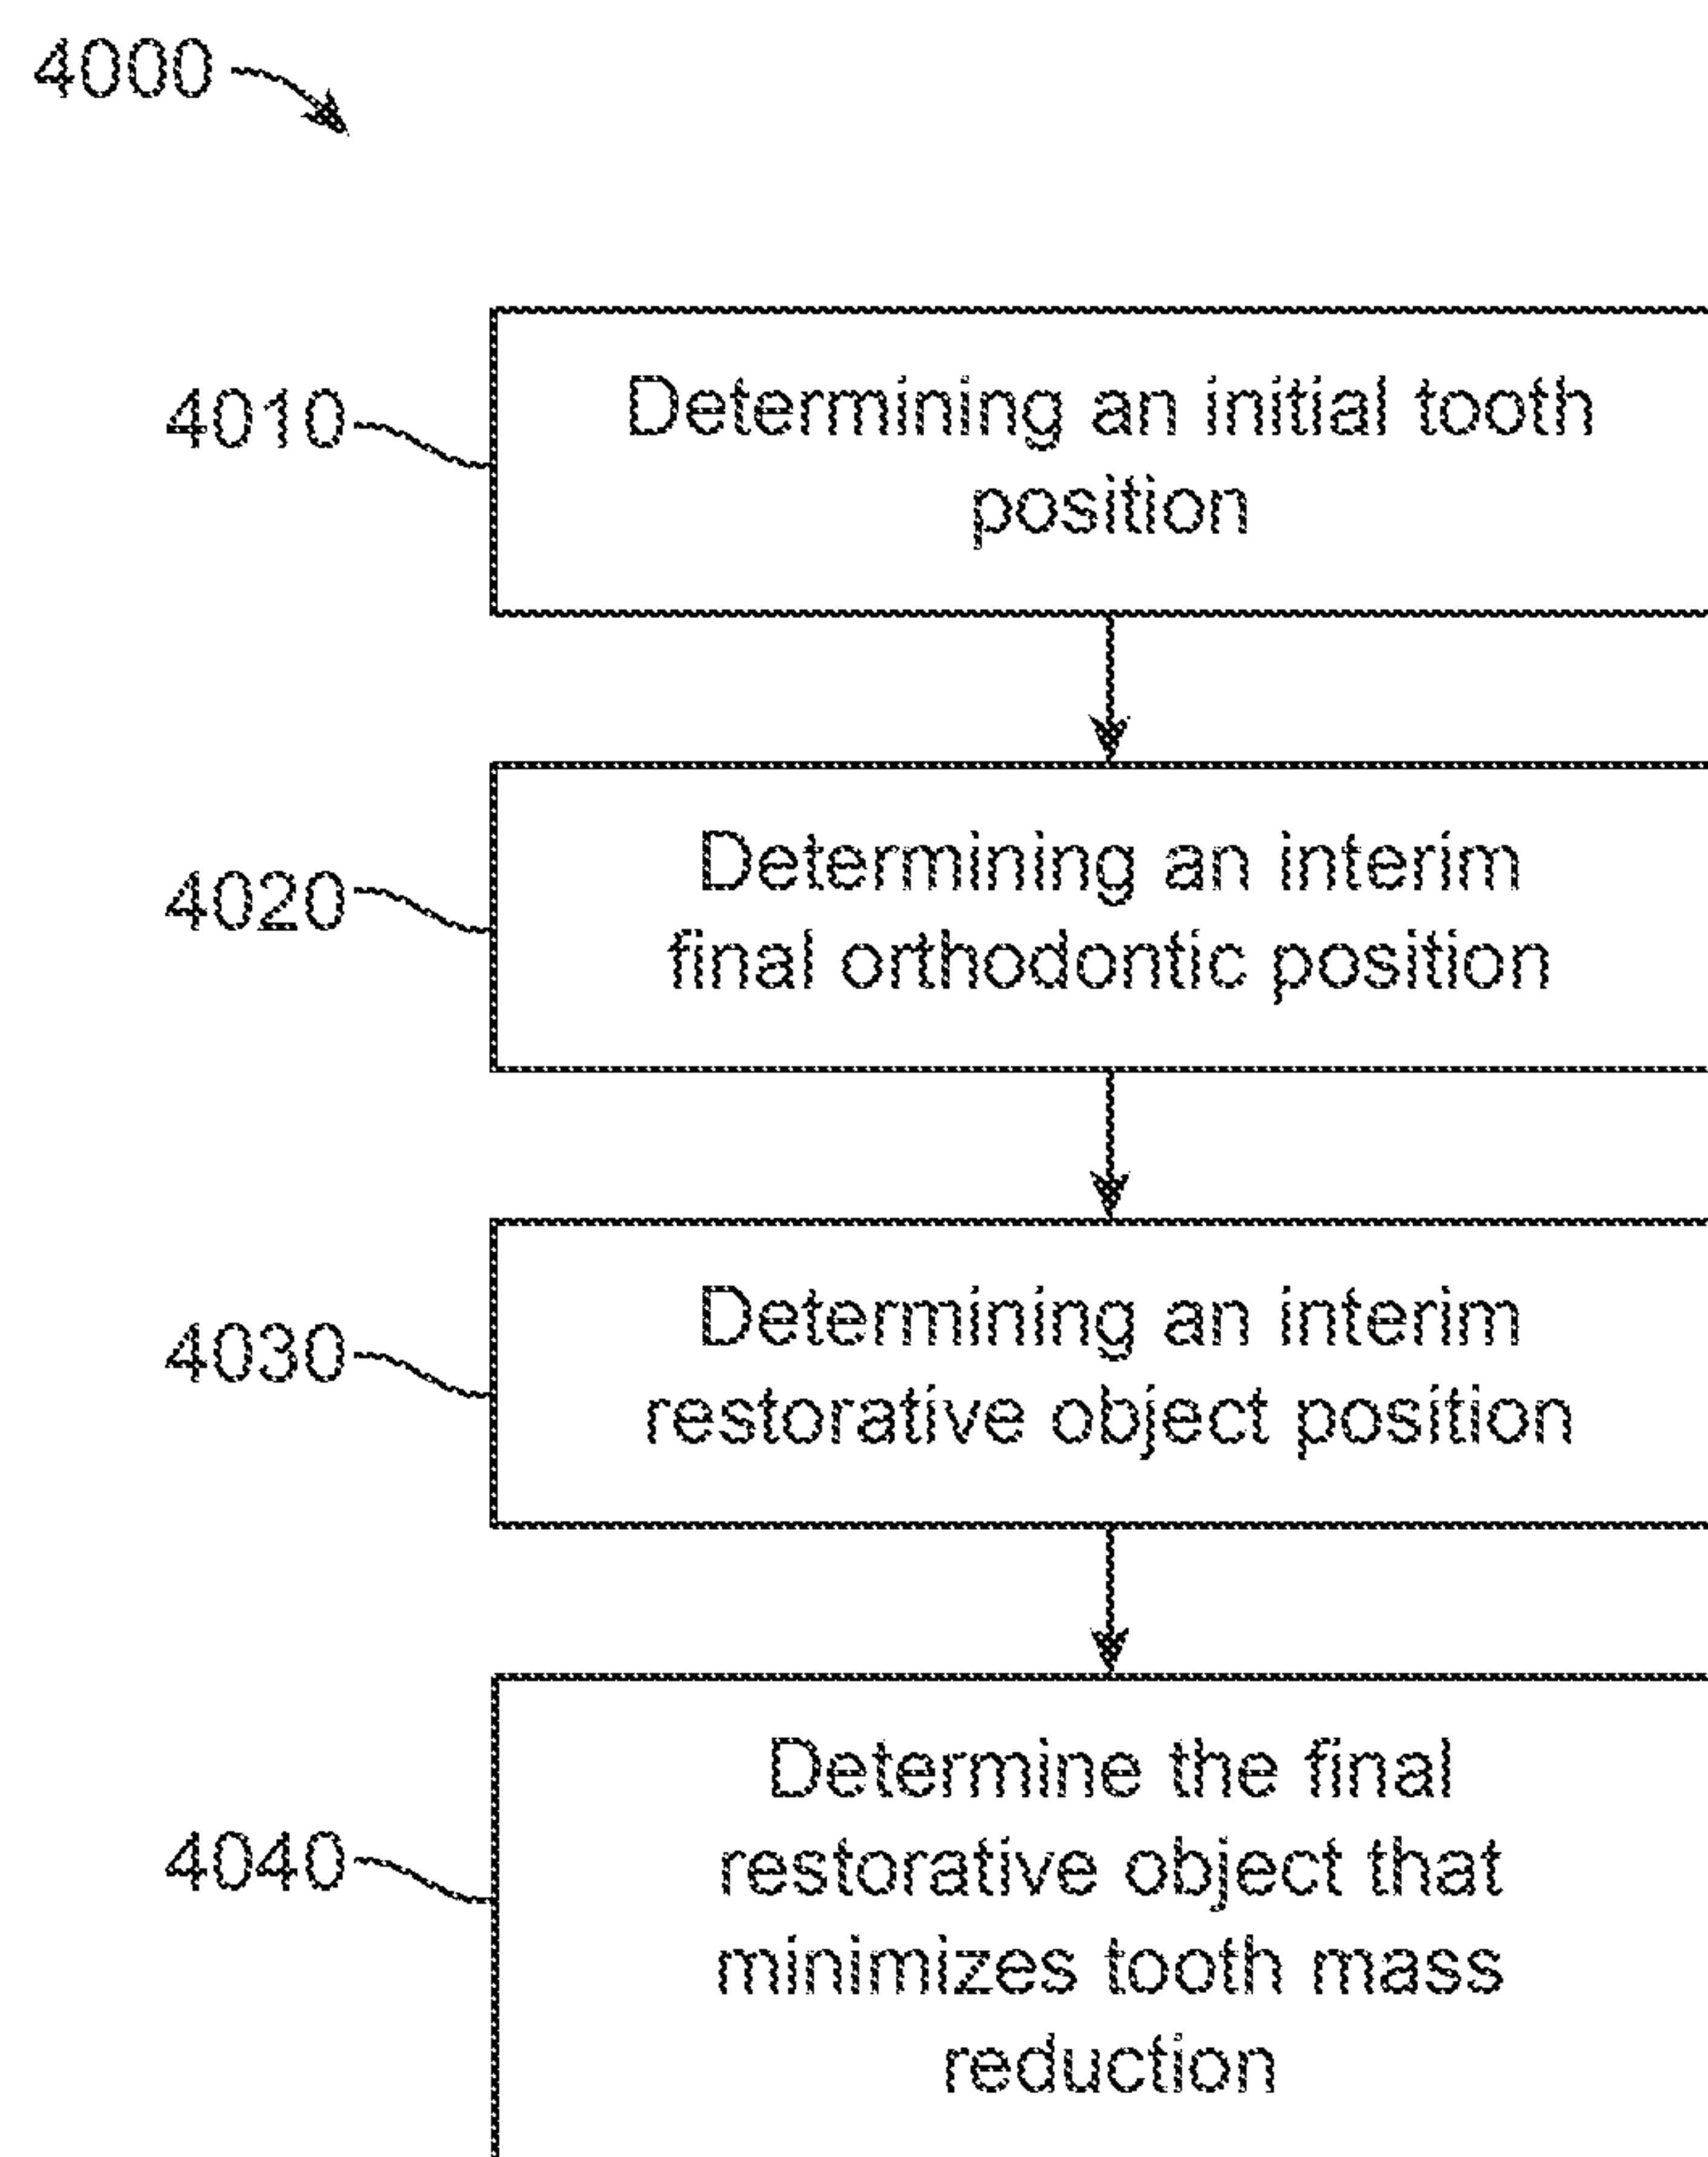 4000
4010
Determining an initial tooth
position
4020
Determining an interim
final orthodontic position
4030
Determining an interim
restorative object position
4040
Determine the final
restorative object that
minimizes tooth mass
reduction